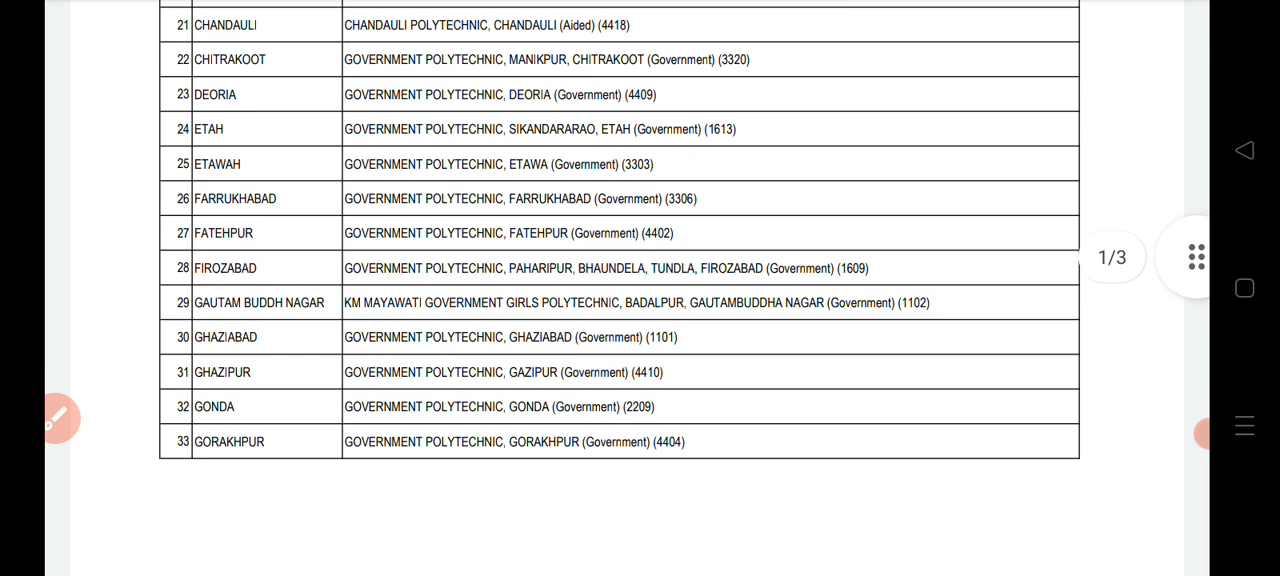 21 CHANDAULI CHANDAULI POLYTECHNIC, CHANDAULI (Aided) (4418)
22 CHITRAKOOT GOVERNMENT POLYTECHNIC, MANIKPUR, CHITRAKOOT (Government) (3320)
23 DEORIA GOVERNMENT POLYTECHNIC, DEORIA (Government) (4409)
24 ETAH GOVERNMENT POLYTECHNIC, SIKANDARARAO, ETAH (Government) (1613)
25 ETAWAH GOVERNMENT POLYTECHNIC, ETAWA (Government) (3303)
26 FARRUKHABAD GOVERNMENT POLYTECHNIC, FARRUKHABAD (Government) (3306)
27 FATEHPUR GOVERNMENT POLYTECHNIC, FATEHPUR (Government) (4402)
28 FIROZABAD GOVERNMENT POLYTECHNIC, PAHARIPUR, BHAUNDELA, TUNDLA, FIROZABAD (Government) (1609)
1/3
29 GAUTAM BUDDH NAGAR KM MAYAWATI GOVERNMENT GIRLS POLYTECHNIC, BADALPUR, GAUTAMBUDDHA NAGAR (Government) (1102)
30 GHAZIABAD GOVERNMENT POLYTECHNIC, GHAZIABAD (Government) (1101)
31 GHAZIPUR GOVERNMENT POLYTECHNIC, GAZIPUR (Government) (4410)
32 GONDA GOVERNMENT POLYTECHNIC, GONDA (Government) (2209)
33 GORAKHPUR GOVERNMENT POLYTECHNIC, GORAKHPUR (Government) (4404)